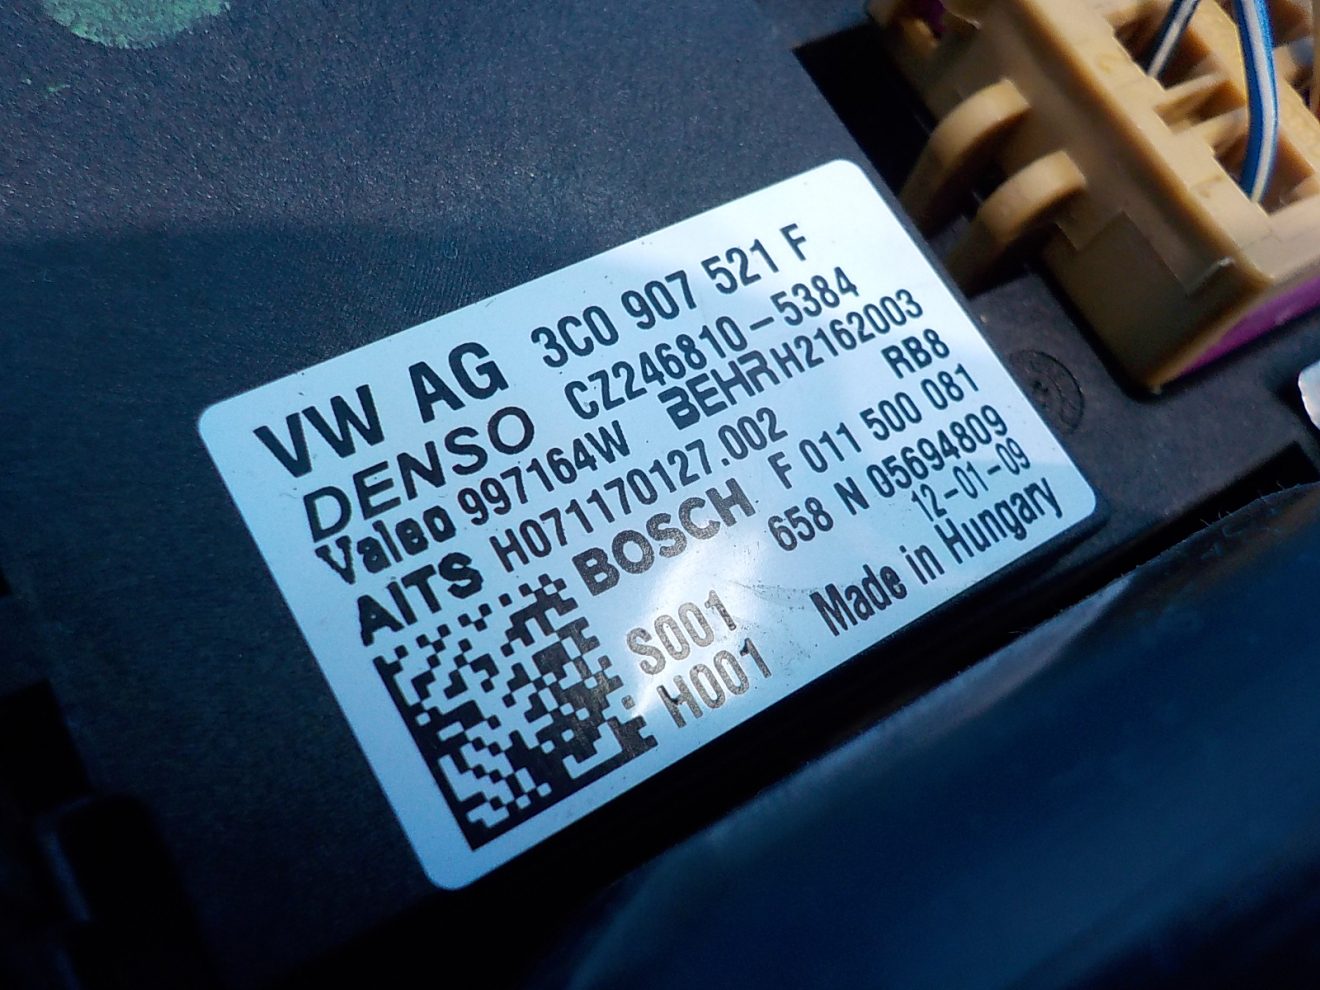 VW AG 3C0 907 521 F
DENSO CZ246810-5384
Valeo 997164W BEHR H2162003
AITS H071170127.002 RB8
BOSCH F 011 500 081
658 N 05694809
S001 12-01-09
H001 Made in Hungary